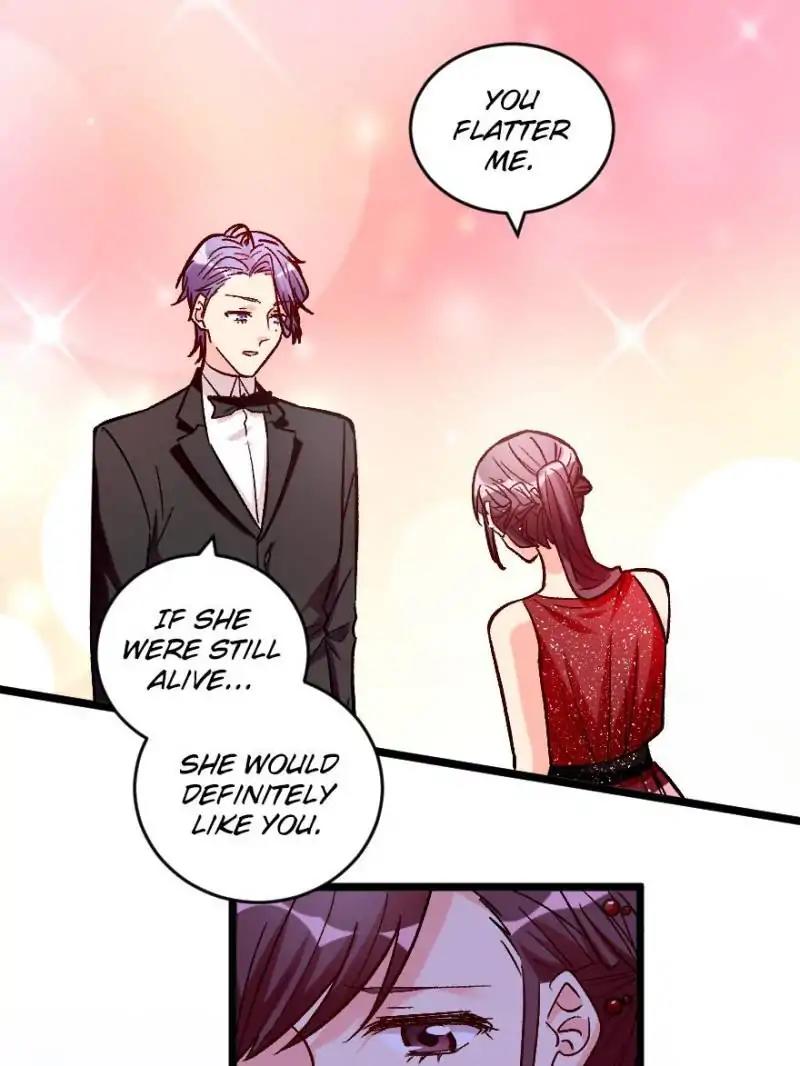 YOU
FLATTER
ME.
IF SHE
WERE STILL
ALIVE...
SHE WOULD
DEFINITELY
LIKE YOU.